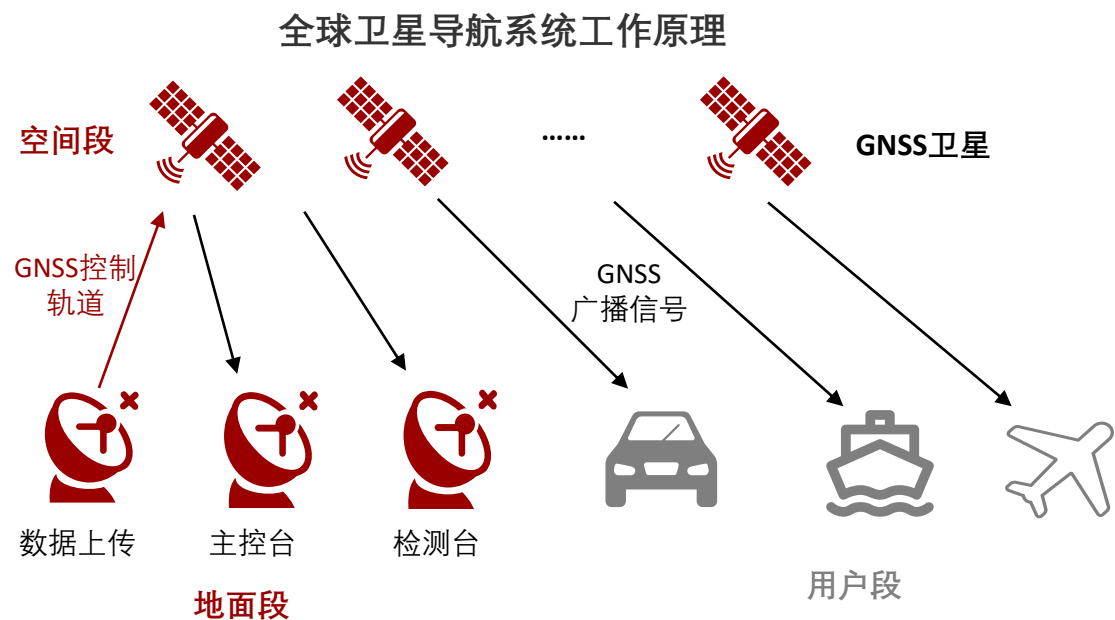 全球卫星导航系统工作原理
空间段
……
GNSS卫星
GNSS控制
轨道
GNSS
广播信号
数据上传
主控台
检测台
地面段
用户段